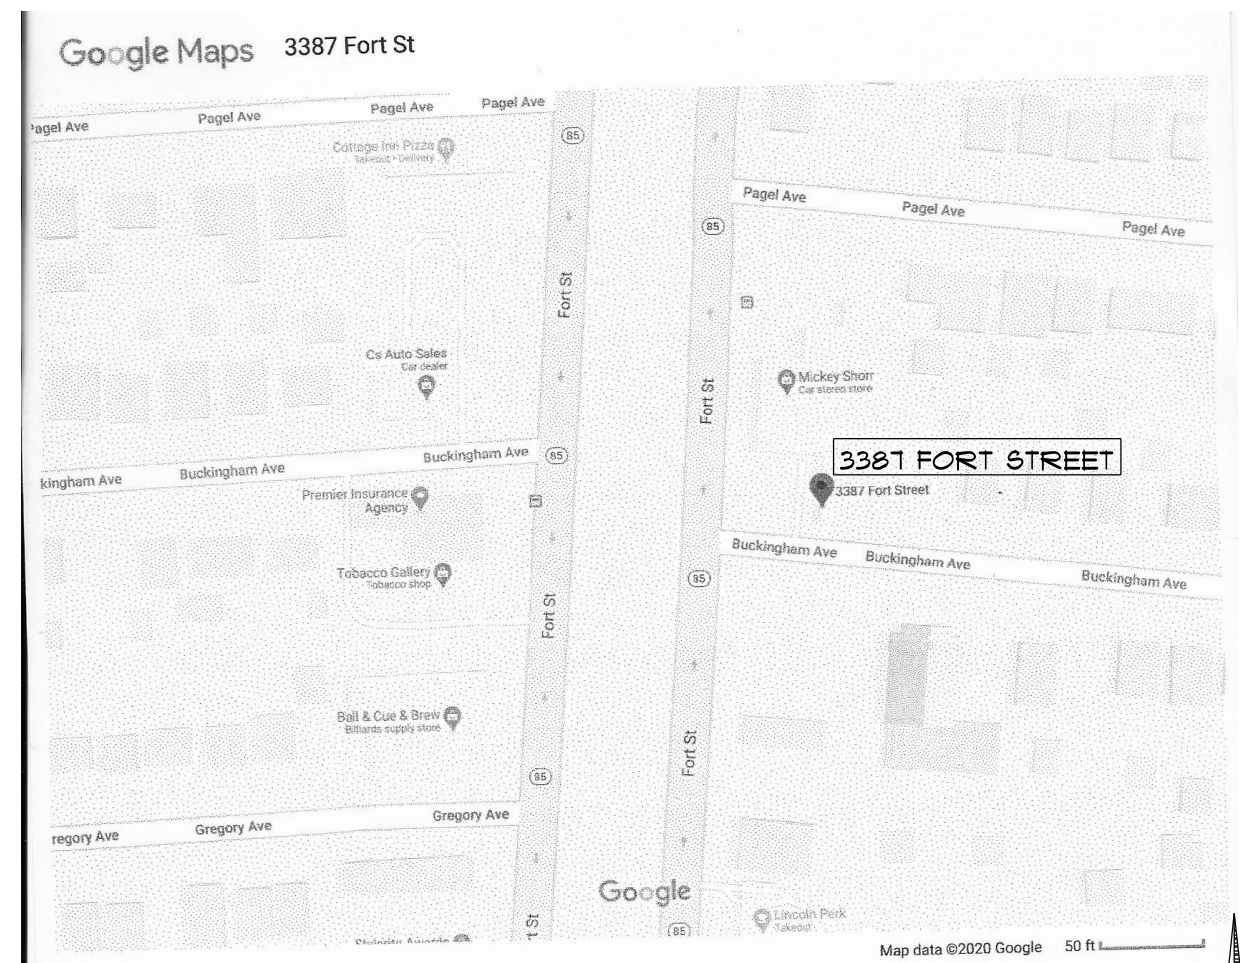 Google Maps 3387 Fort St
Pagel Ave Pagel Ave Pagel Ave Pagel Ave
85
Cottage Inn Pizza
Takeout • Delivery
Pagel Ave Pagel Ave Pagel Ave
85
Fort St
Cs Auto Sales
Car dealer
Mickey Shorr
Car stereo store
Fort St
3387 FORT STREET
3387 Fort Street
kingham Ave Buckingham Ave Buckingham Ave
85
Premier Insurance
Agency
Buckingham Ave Buckingham Ave Buckingham Ave
85
Tobacco Gallery
Tobacco shop
Fort St
Ball & Cue & Brew
Billiards supply store
Fort St
85
regory Ave Gregory Ave Gregory Ave
Google
t St
85
Lincoln Park
Takeout
Map data ©2020 Google 50 ft